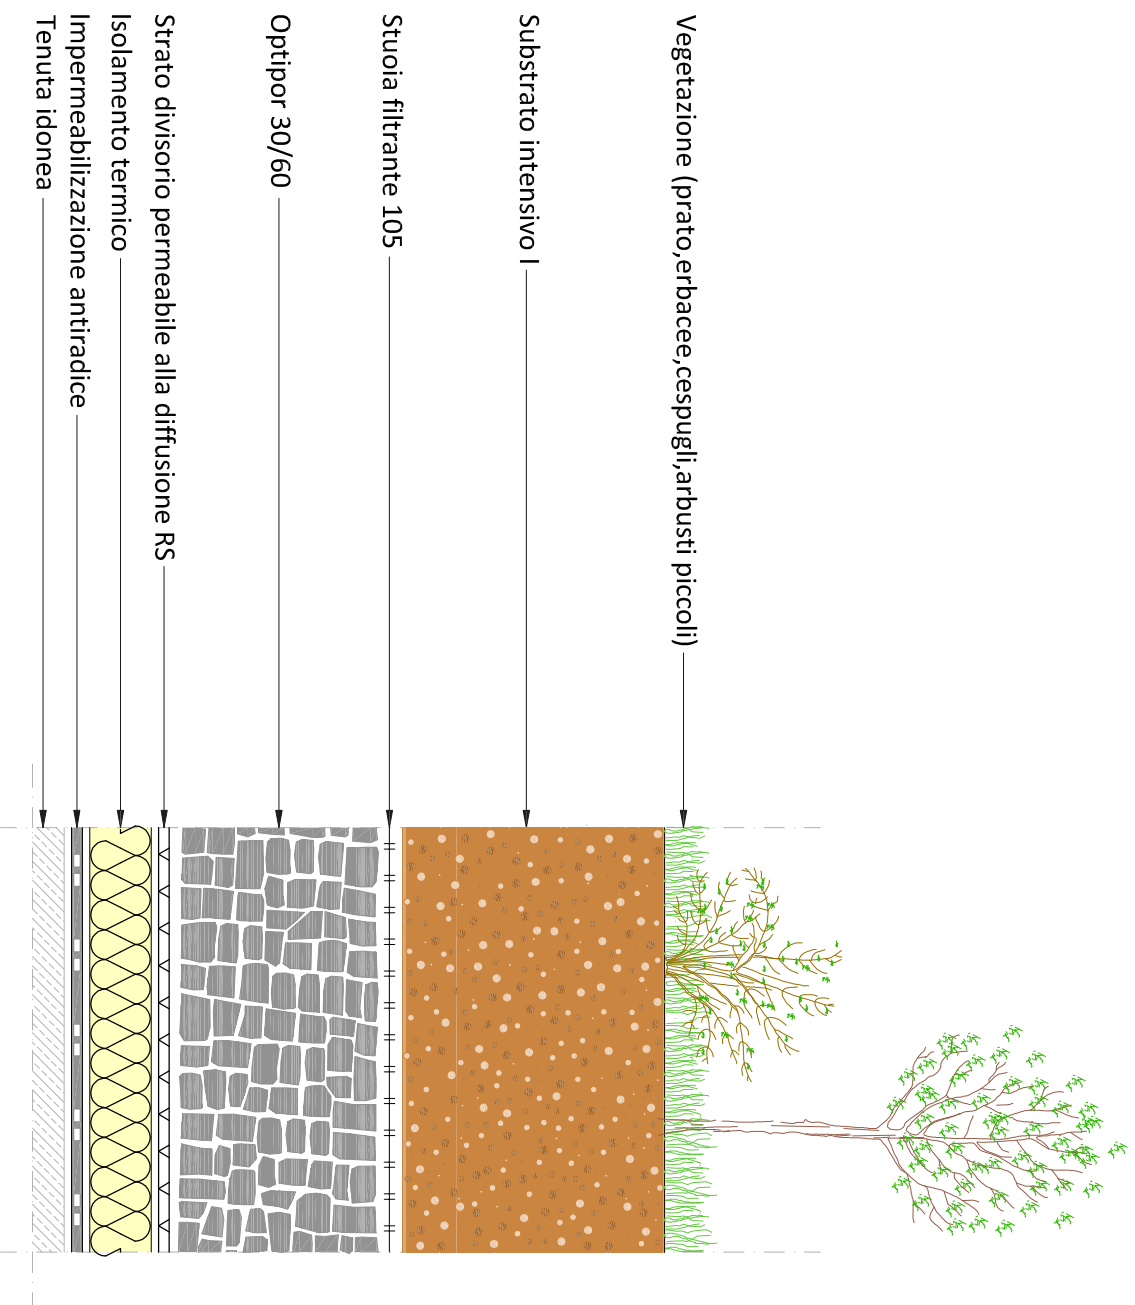 Vegetazione (prato,erbacee,cespugli,arbusti piccoli)
Substrato intensivo I
Stuoia filtrante 105
Optipor 30/60
Strato divisorio permeabile alla diffusione RS
Isolamento termico
Impermeabilizzazione antiradice
Tenuta idonea